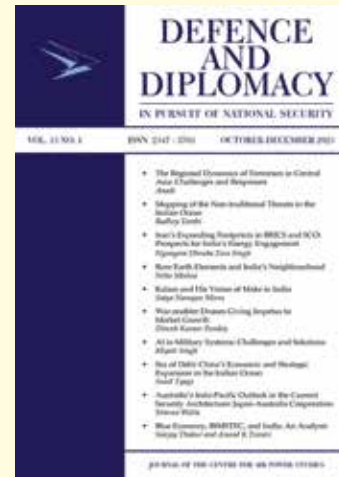 DEFENCE
AND
DIPLOMACY
IN PURSUIT OF NATIONAL SECURITY
VOL. 13 NO. 1 ISSN 2347 - 3703 OCTOBER-DECEMBER 2023
• The Regional Dynamics of Terrorism in Central
Asia: Challenges and Responses
• Mapping of the Non-traditional Threats in the
Indian Ocean
• Iran's Expanding Footprints in BRICS and SCO:
Prospects for India's Energy Engagement
• Rare Earth Elements and India's Neighbourhood
• Kalam and His Vision of Make in India
• War-enabler Drones Giving Impetus to
Market Growth
Dinesh Kumar Pandey
• AI in Military Systems: Challenges and Solutions
• Sea of Debt: China's Economic and Strategic
Expansion in the Indian Ocean
• Australia's Indo-Pacific Outlook in the Current
Security Architecture: Japan-Australia Cooperation
• Blue Economy, BIMSTEC, and India: An Analysis
JOURNAL OF THE CENTRE FOR AIR POWER STUDIES